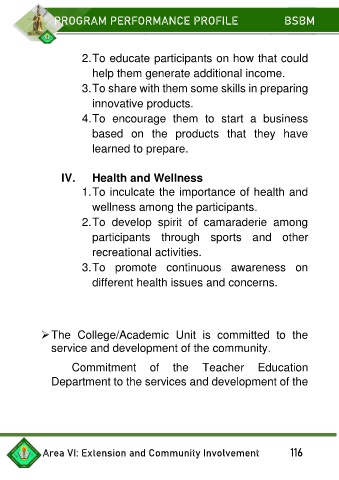 PROGRAM PERFORMANCE PROFILE BSBM
2. To educate participants on how that could
help them generate additional income.
3. To share with them some skills in preparing
innovative products.
4. To encourage them to start a business
based on the products that they have
learned to prepare.
IV. Health and Wellness
1. To inculcate the importance of health and
wellness among the participants.
2. To develop spirit of camaraderie among
participants through sports and other
recreational activities.
3. To promote continuous awareness on
different health issues and concerns.
➢ The College/Academic Unit is committed to the
service and development of the community.
Commitment of the Teacher Education
Department to the services and development of the
Area VI: Extension and Community Involvement 116